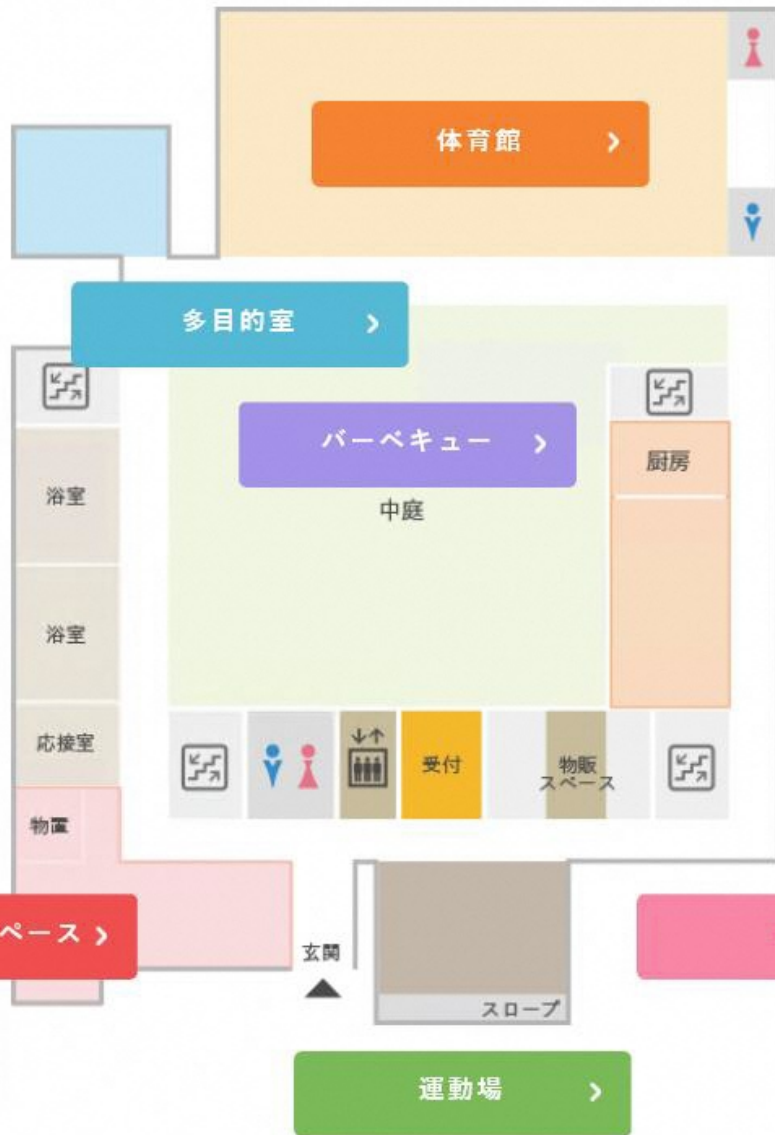 体育館
多目的室
バーベキュー
厨房
浴室
中庭
浴室
応接室
受付
物販
スペース
物置
ペース
玄関
スロープ
運動場